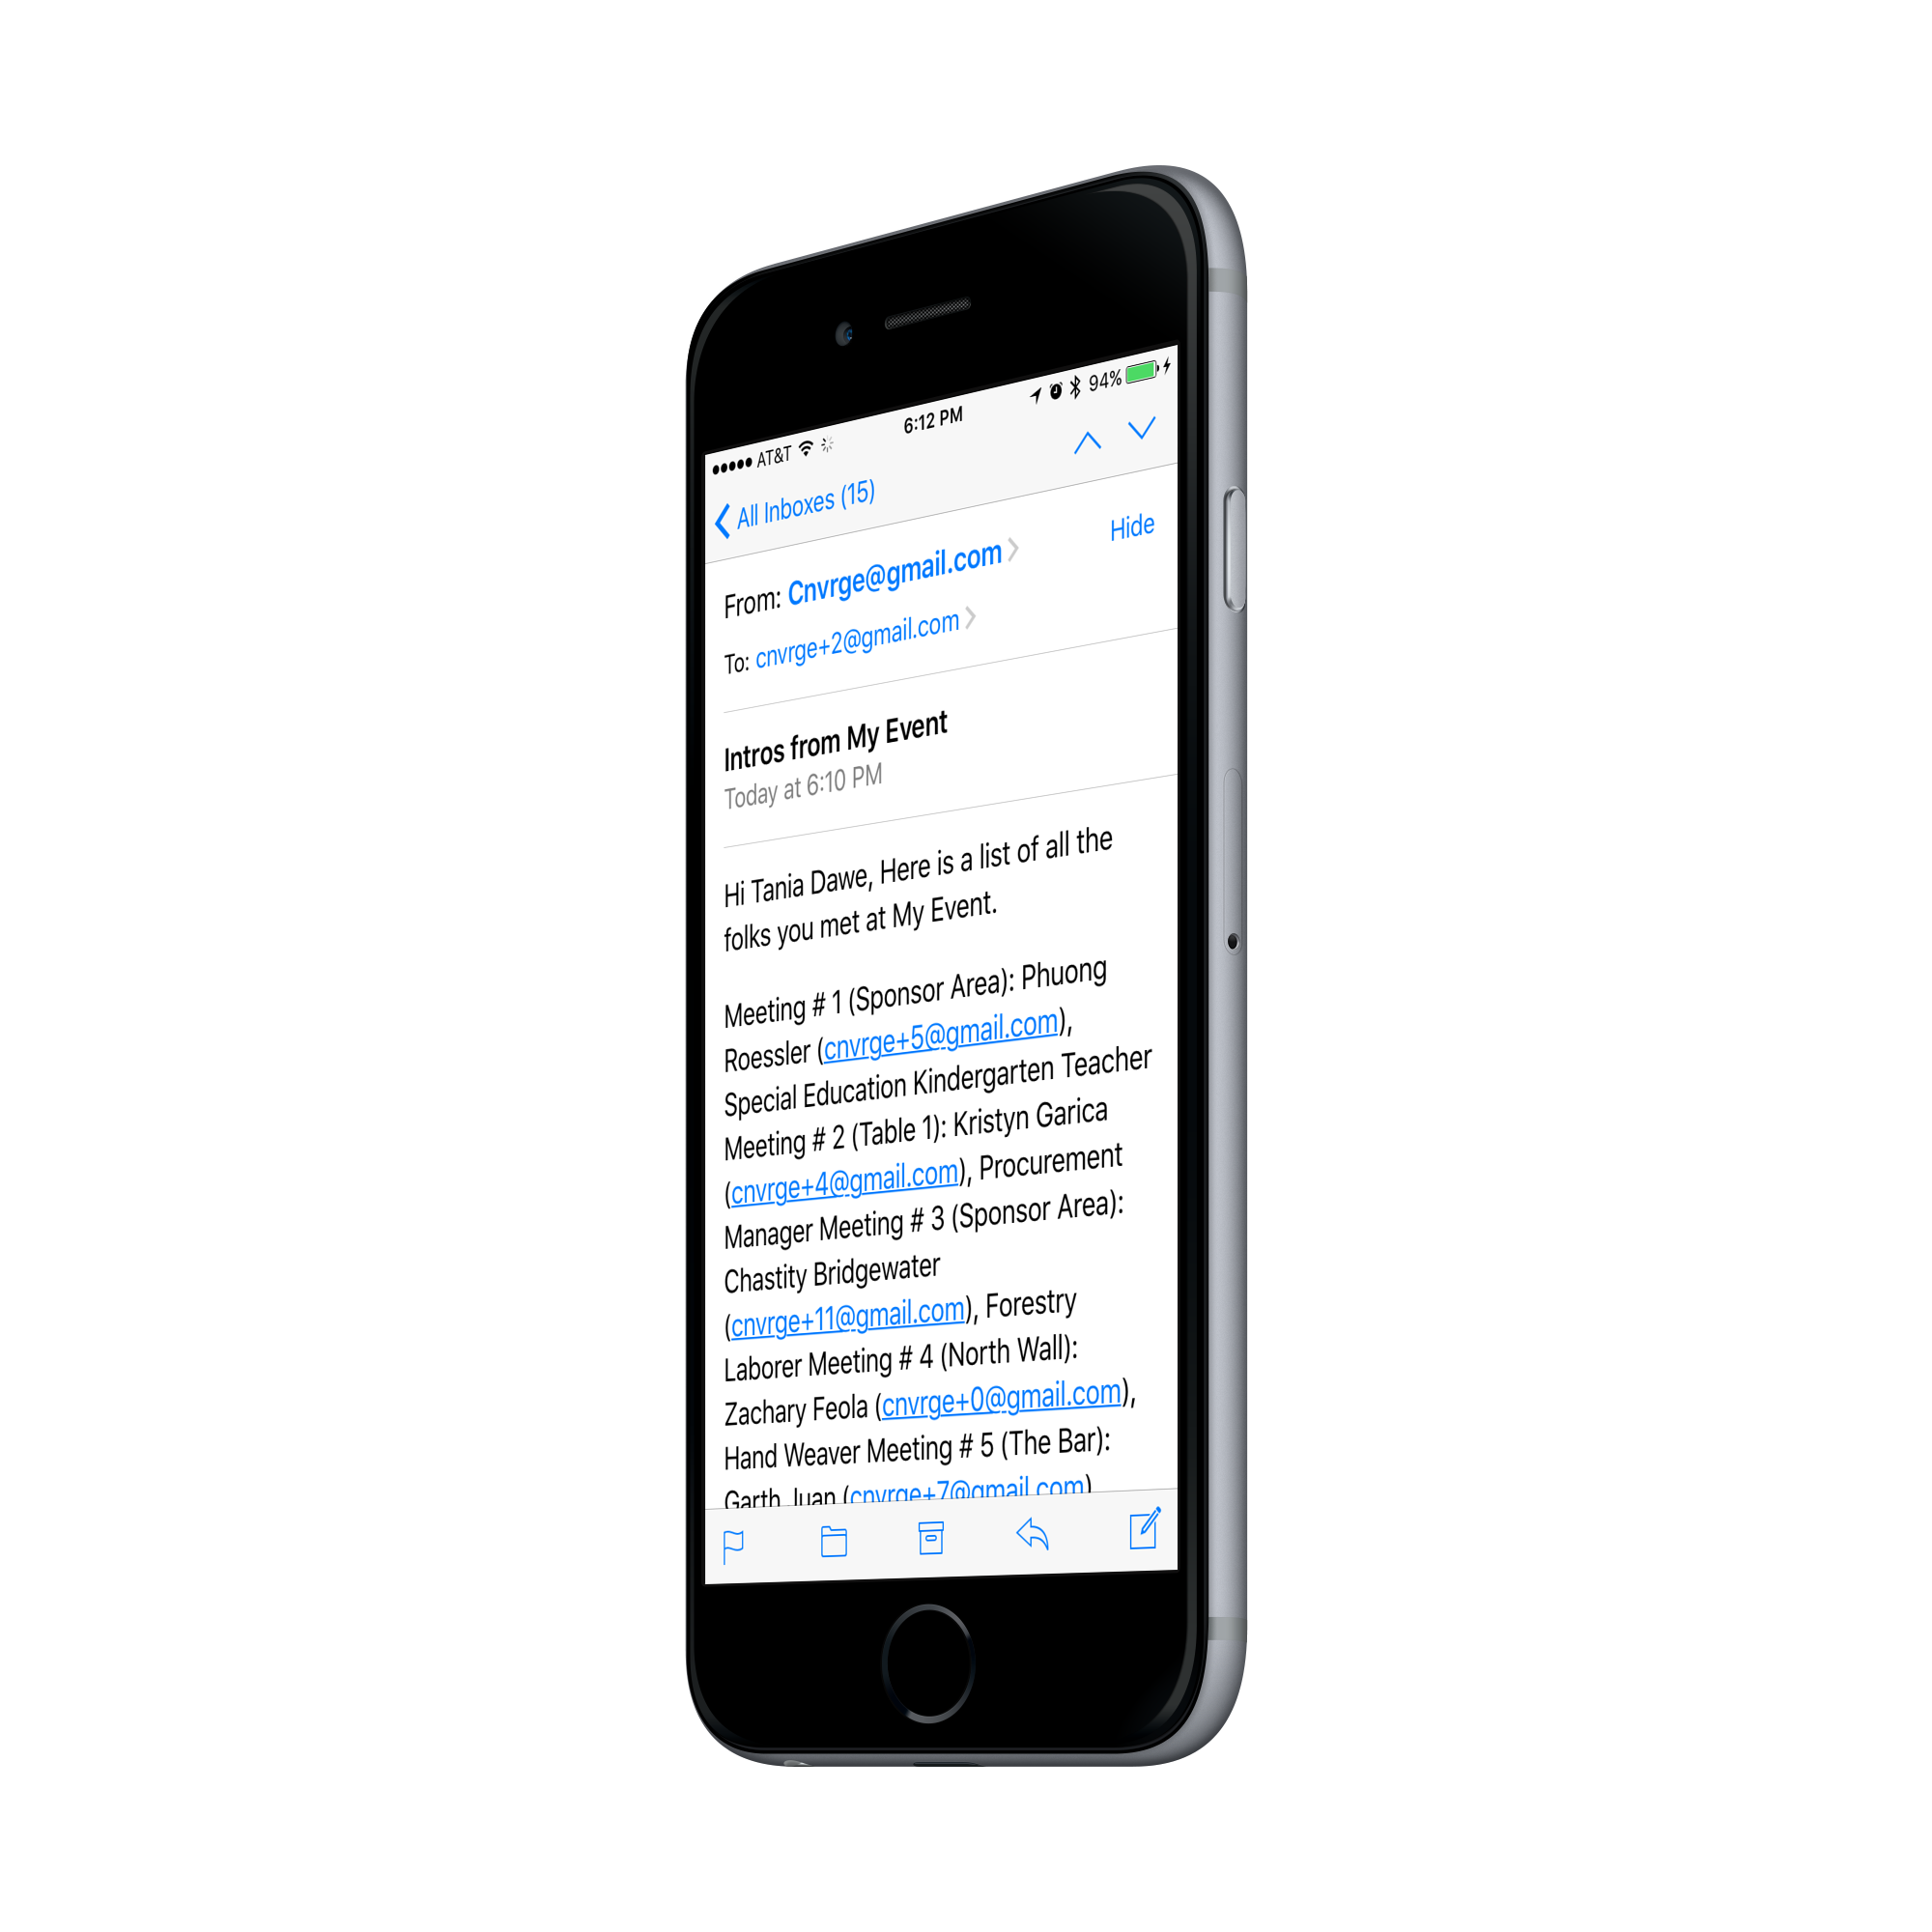 AT&T 6:12 PM 94%
All Inboxes (15)
From: Cnvrge@gmail.com Hide
To: cnvrge+2@gmail.com
Intros from My Event
Today at 6:10 PM
Hi Tania Dawe, Here is a list of all the
folks you met at My Event.
Meeting # 1 (Sponsor Area): Phuong
Roessler (cnvrge+5@gmail.com),
Special Education Kindergarten Teacher
Meeting # 2 (Table 1): Kristyn Garica
(cnvrge+4@gmail.com), Procurement
Manager Meeting # 3 (Sponsor Area):
Chastity Bridgewater
(cnvrge+11@gmail.com), Forestry
Laborer Meeting # 4 (North Wall):
Zachary Feola (cnvrge+0@gmail.com),
Hand Weaver Meeting # 5 (The Bar):
Garth Juan (cnvrge+7@gmail.com)